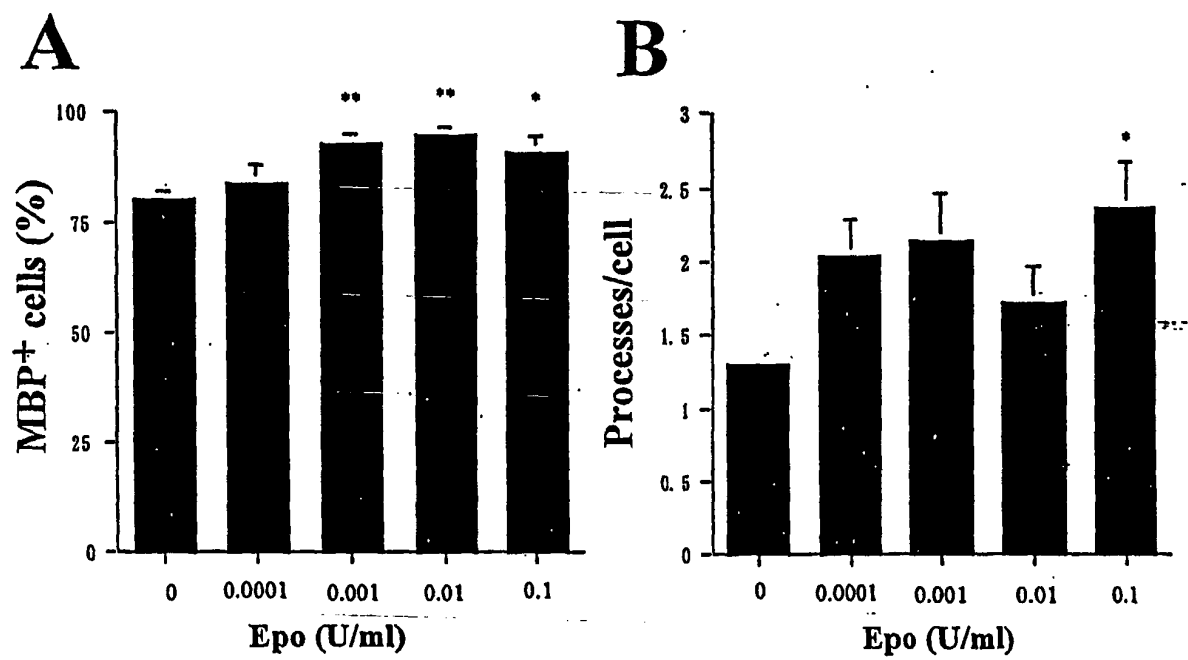 A
MBP+ cells (%)
100
75
50
25
0
** ** *
0 0.0001 0.001 0.01 0.1
Epo (U/ml)
B
Processes/cell
3
2.5
2
1.5
1
0.5
0
*
0 0.0001 0.001 0.01 0.1
Epo (U/ml)